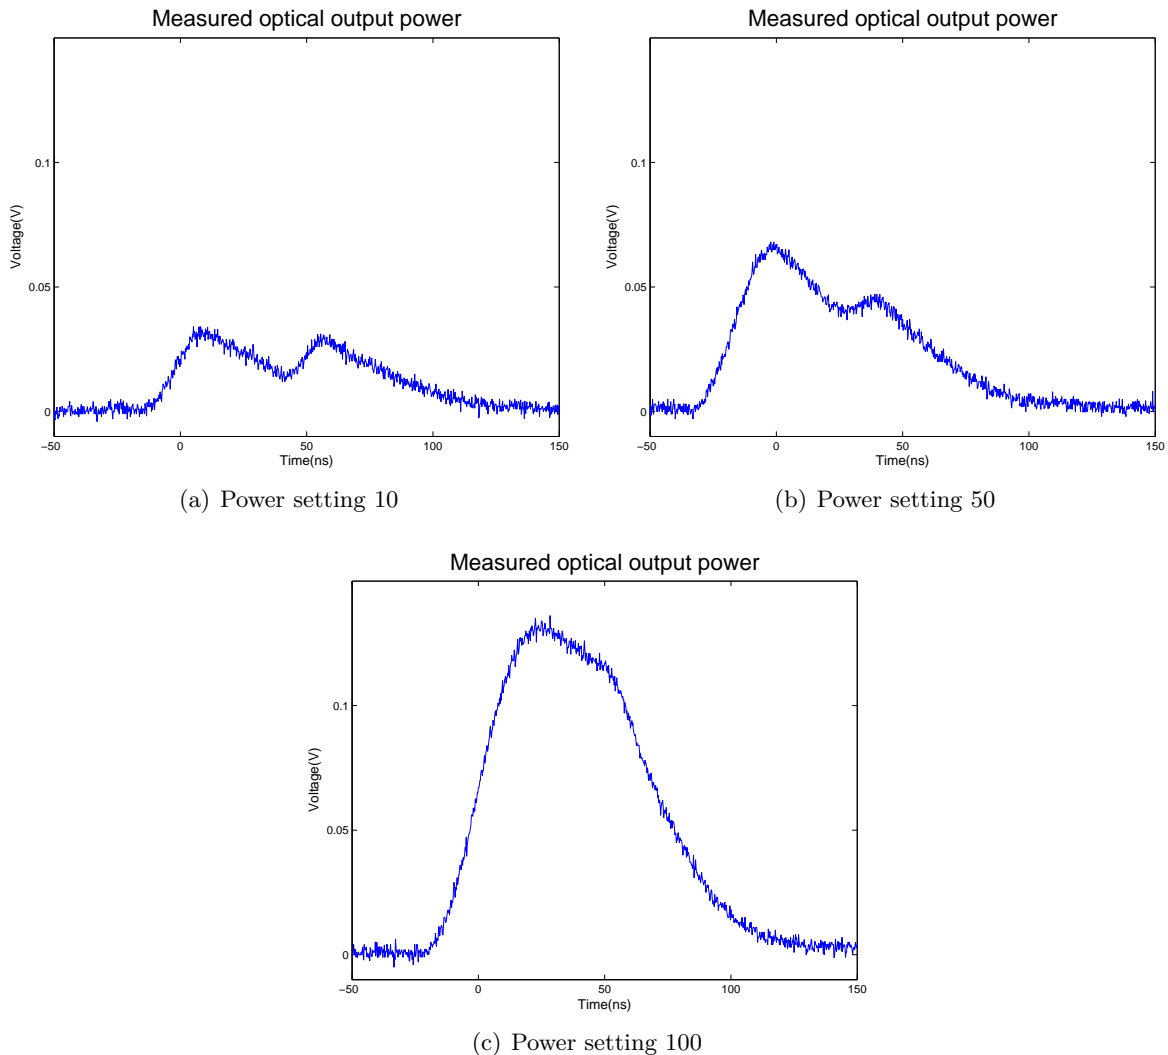 Measured optical output power
Voltage(V)
0.1
0.05
0
−50 0 50 100 150
Time(ns)
(a) Power setting 10
Measured optical output power
Voltage(V)
0.1
0.05
0
−50 0 50 100 150
Time(ns)
(b) Power setting 50
Measured optical output power
Voltage(V)
0.1
0.05
0
−50 0 50 100 150
Time(ns)
(c) Power setting 100